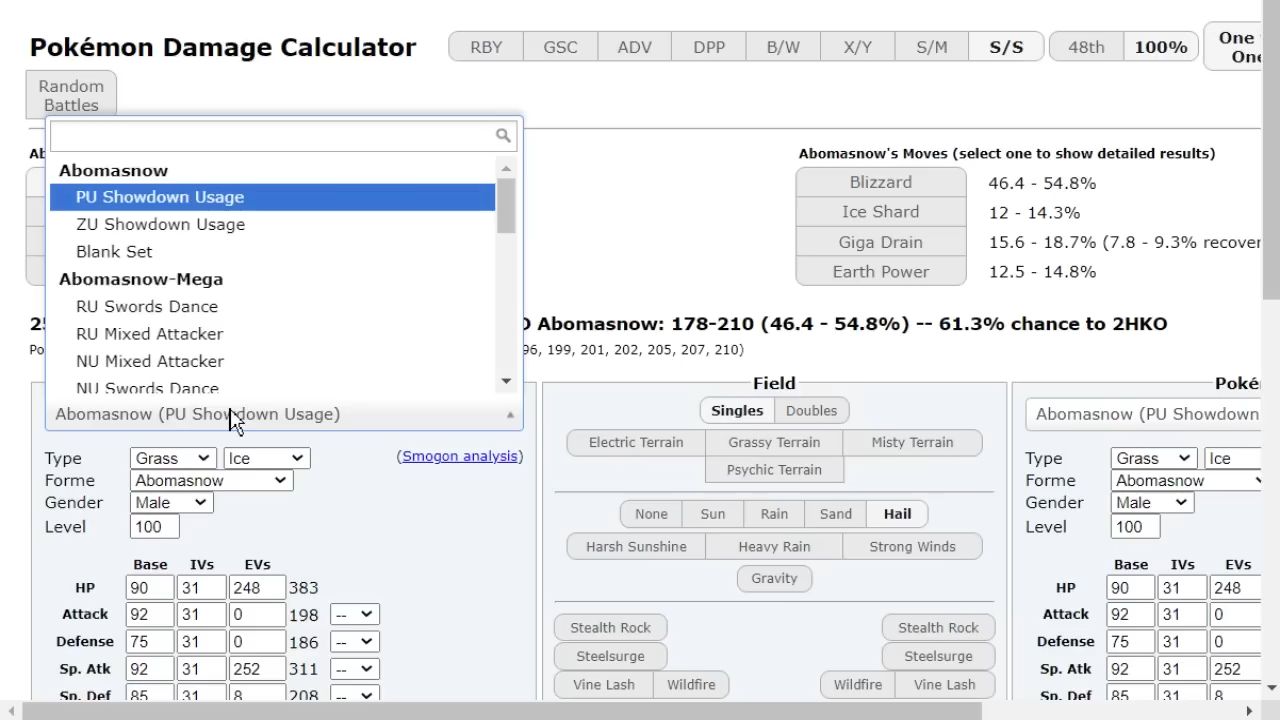 Pokémon Damage Calculator
RBY GSC ADV DPP B/W X/Y S/M S/S 48th 100% One
One
Random
Battles
Ab
Abomasnow
PU Showdown Usage
ZU Showdown Usage
Blank Set
Abomasnow-Mega
RU Swords Dance
RU Mixed Attacker
NU Mixed Attacker
NU Swords Dance
Abomasnow (PU Showdown Usage)
Abomasnow's Moves (select one to show detailed results)
Blizzard 46.4 - 54.8%
Ice Shard 12 - 14.3%
Giga Drain 15.6 - 18.7% (7.8 - 9.3% recover
Earth Power 12.5 - 14.8%
Abomasnow: 178-210 (46.4 - 54.8%) -- 61.3% chance to 2HKO
Po 96, 199, 201, 202, 205, 207, 210)
Type Grass Ice (Smogon analysis)
Forme Abomasnow
Gender Male
Level 100
Base IVs EVs
HP 90 31 248 383
Attack 92 31 0 198 --
Defense 75 31 0 186 --
Sp. Atk 92 31 252 311 --
Sp. Def 85 31 8 208 --
Field
Singles Doubles
Electric Terrain Grassy Terrain Misty Terrain
Psychic Terrain
None Sun Rain Sand Hail
Harsh Sunshine Heavy Rain Strong Winds
Gravity
Stealth Rock Stealth Rock
Steelsurge Steelsurge
Vine Lash Wildfire Wildfire Vine Lash
Poké
Abomasnow (PU Showdown
Type Grass Ice
Forme Abomasnow
Gender Male
Level 100
Base IVs EVs
HP 90 31 248
Attack 92 31 0
Defense 75 31 0
Sp. Atk 92 31 252
Sp. Def 85 31 8